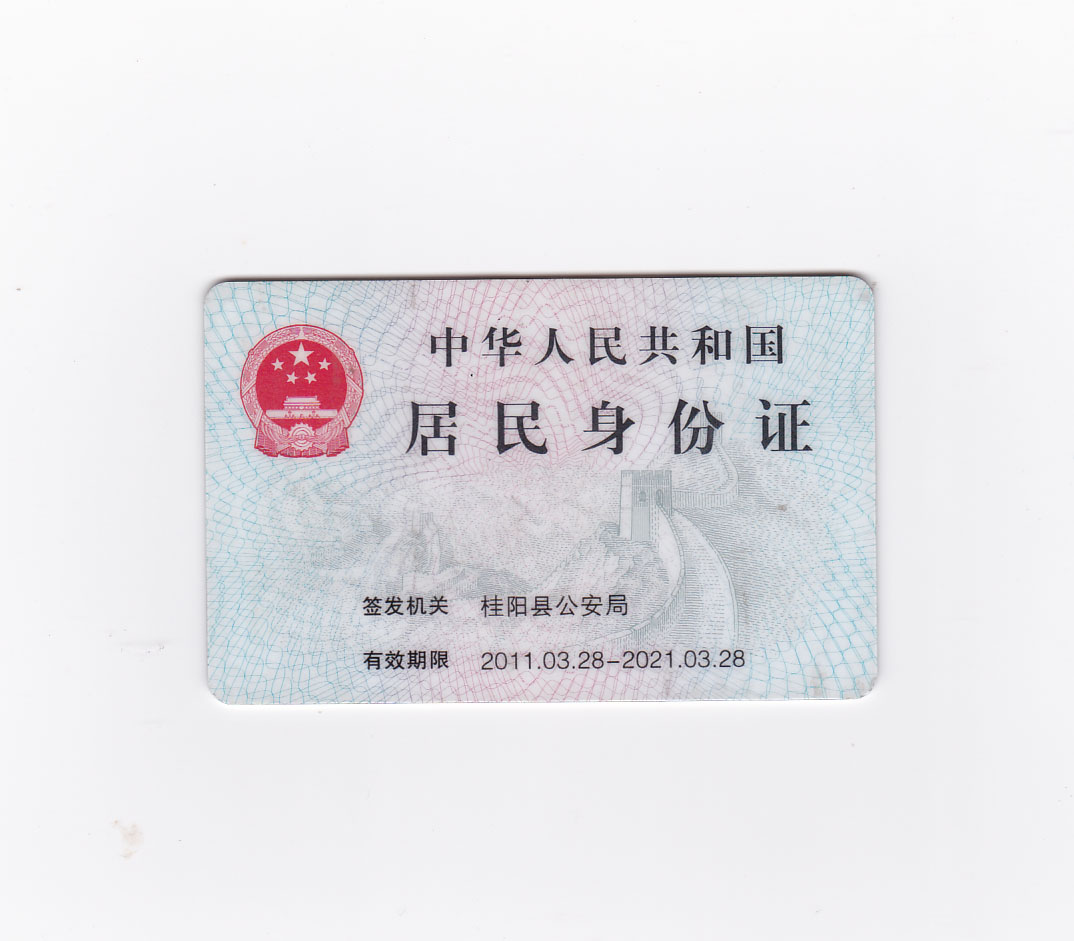 中华人民共和国
居民身份证
签发机关 桂阳县公安局
有效期限 2011.03.28-2021.03.28